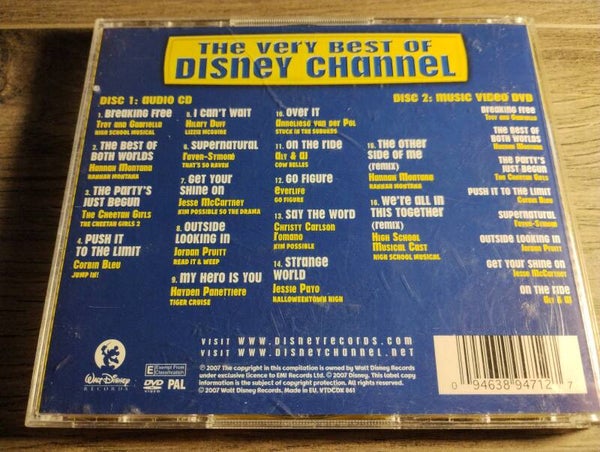 THE VERY BEST OF
DISNEY CHANNEL
DISC 1: AUDIO CD
1. BREAKING FREE
Troy and Gabriella
HIGH SCHOOL MUSICAL
2. THE BEST OF
BOTH WORLDS
Hannah Montana
HANNAH MONTANA
3. THE PARTY'S
JUST BEGUN
The Cheetah Girls
THE CHEETAH GIRLS 2
4. PUSH IT
TO THE LIMIT
Corbin Bleu
JUMP IN!
5. I CAN'T WAIT
Hilary Duff
LIZZIE MCGUIRE
6. SUPERNATURAL
Raven-Symoné
THAT'S SO RAVEN
7. GET YOUR
SHINE ON
Jesse McCartney
KIM POSSIBLE SO THE DRAMA
8. OUTSIDE
LOOKING IN
Jordan Pruitt
READ IT & WEEP
9. MY HERO IS YOU
Hayden Panettiere
TIGER CRUISE
10. OVER IT
Anneliese van der Pol
STUCK IN THE SUBURBS
11. ON THE RIDE
Aly & AJ
COW BELLES
12. GO FIGURE
Everlife
GO FIGURE
13. SAY THE WORD
Christy Carlson
Romano
KIM POSSIBLE
14. STRANGE
WORLD
Jessie Payo
HALLOWEENTOWN HIGH
15. THE OTHER
SIDE OF ME
(REMIX)
Hannah Montana
HANNAH MONTANA
16. WE'RE ALL IN
THIS TOGETHER
(REMIX)
High School
Musical Cast
HIGH SCHOOL MUSICAL
DISC 2: MUSIC VIDEO DVD
BREAKING FREE
Troy and Gabriella
THE BEST OF
BOTH WORLDS
Hannah Montana
THE PARTY'S
JUST BEGUN
The Cheetah Girls
PUSH IT TO THE LIMIT
Corbin Bleu
SUPERNATURAL
Raven-Symoné
OUTSIDE LOOKING IN
Jordan Pruitt
GET YOUR SHINE ON
Jesse McCartney
ON THE RIDE
Aly & AJ
VISIT WWW.DISNEYRECORDS.COM
VISIT WWW.DISNEYCHANNEL.NET
WALT DISNEY
RECORDS
E Exempt From Classification
DVD VIDEO PAL
℗ 2007 The copyright in this compilation is owned by Walt Disney Records
under exclusive licence to EMI Records Ltd. © 2007 Disney. This label copy
information is the subject of copyright protection. All rights reserved.
© 2007 Walt Disney Records. Made in EU. VTDCDX 861
0 94638 94712 7